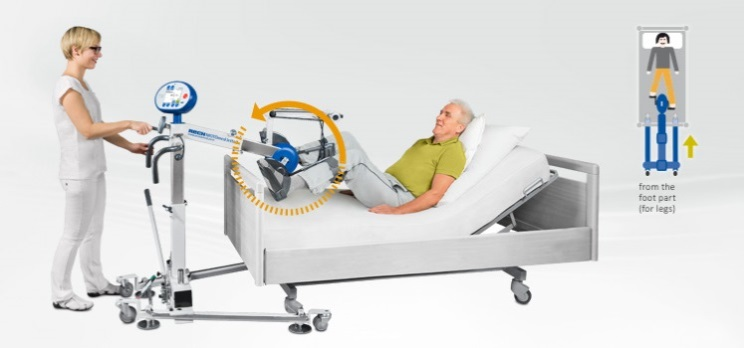 from the
foot part
(for legs)